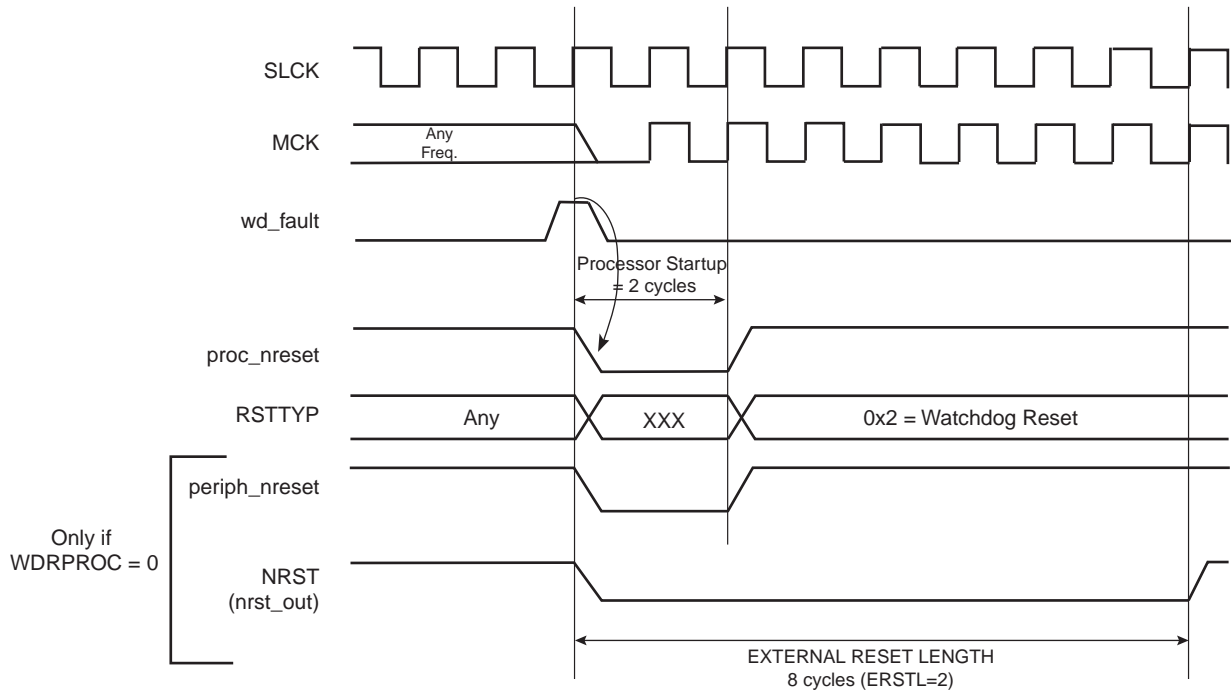 SLCK
MCK
Any
Freq.
wd_fault
Processor Startup
= 2 cycles
proc_nreset
RSTTYP
Any
XXX
0x2 = Watchdog Reset
periph_nreset
Only if
WDRPROC = 0
NRST
(nrst_out)
EXTERNAL RESET LENGTH
8 cycles (ERSTL=2)